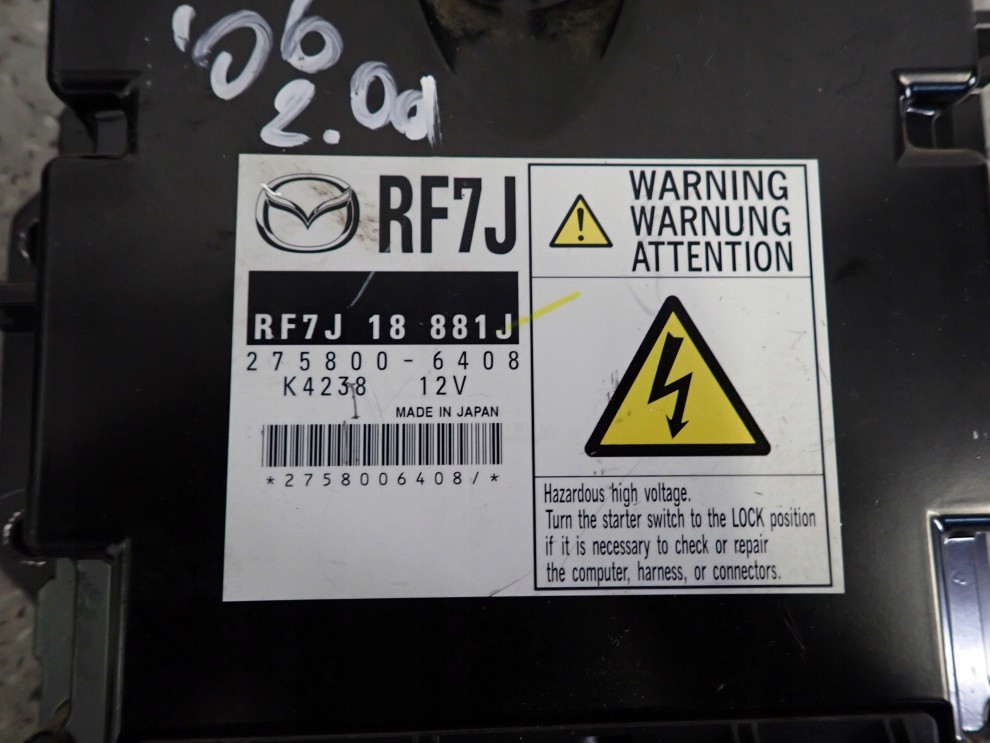 '06
2.0d
RF7J
RF7J 18 881J
275800-6408
K4238 12V
MADE IN JAPAN
*2758006408/*
WARNING
WARNUNG
ATTENTION
Hazardous high voltage.
Turn the starter switch to the LOCK position
if it is necessary to check or repair
the computer, harness, or connectors.